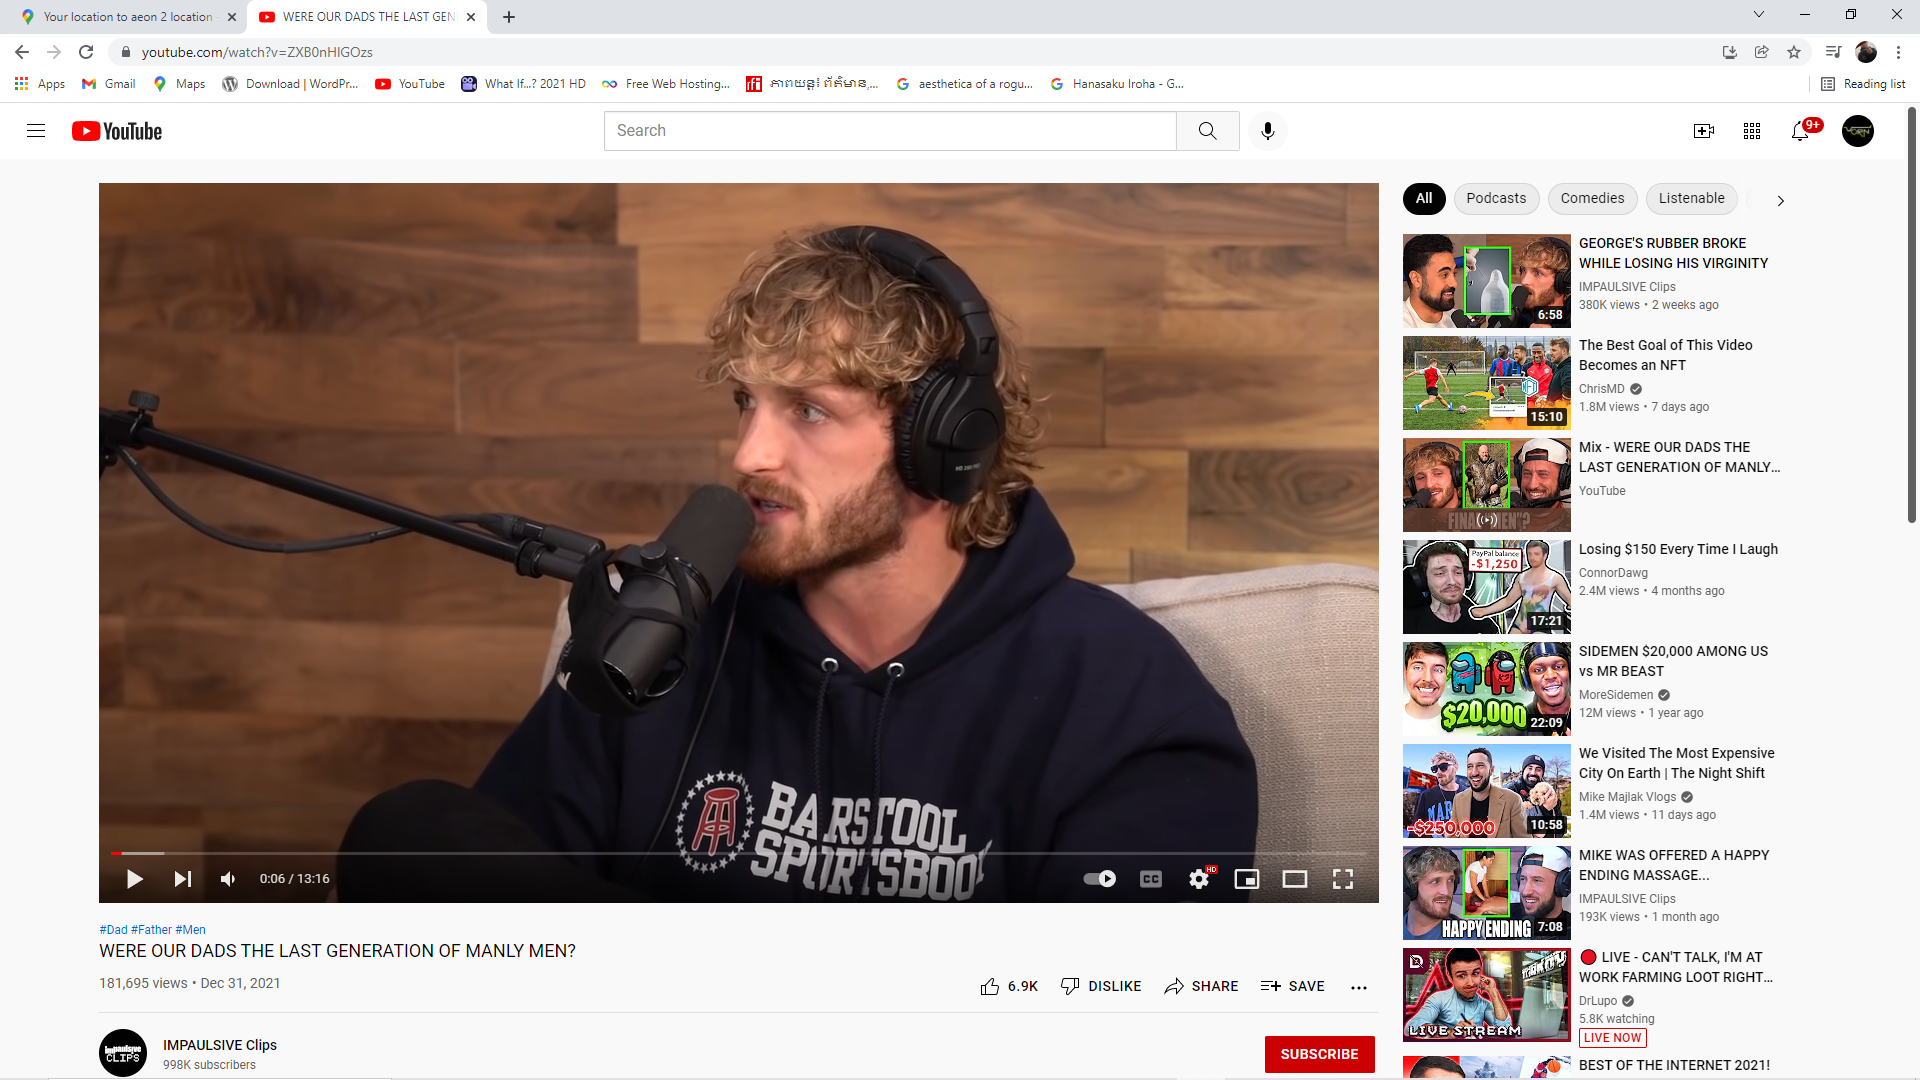 Your location to aeon 2 location
WERE OUR DADS THE LAST GEN
youtube.com/watch?v=ZXB0nHIGOzs
Apps
Gmail
Maps
Download | WordPr...
YouTube
What If...? 2021 HD
Free Web Hosting...
rfi
ភាពយន្ត៖ ព័ត៌មាន,...
aesthetica of a rogu...
Hanasaku Iroha - G...
Reading list
YouTube
Search
9+
All
Podcasts
Comedies
Listenable
BARSTOOL
SPORTSBOO
0:06 / 13:16
CC
HD
#Dad #Father #Men
WERE OUR DADS THE LAST GENERATION OF MANLY MEN?
181,695 views • Dec 31, 2021
6.9K
DISLIKE
SHARE
SAVE
impaulsive
CLIPS
IMPAULSIVE Clips
998K subscribers
SUBSCRIBE
6:58
GEORGE'S RUBBER BROKE
WHILE LOSING HIS VIRGINITY
IMPAULSIVE Clips
380K views • 2 weeks ago
15:10
The Best Goal of This Video
Becomes an NFT
ChrisMD
1.8M views • 7 days ago
FINAL "MEN"?
Mix - WERE OUR DADS THE
LAST GENERATION OF MANLY...
YouTube
PayPal balance
-$1,250
17:21
Losing $150 Every Time I Laugh
ConnorDawg
2.4M views • 4 months ago
$20,000
22:09
SIDEMEN $20,000 AMONG US
vs MR BEAST
MoreSidemen
12M views • 1 year ago
-$250,000
10:58
We Visited The Most Expensive
City On Earth | The Night Shift
Mike Majlak Vlogs
1.4M views • 11 days ago
HAPPY ENDING
7:08
MIKE WAS OFFERED A HAPPY
ENDING MASSAGE...
IMPAULSIVE Clips
193K views • 1 month ago
LIVE STREAM
LIVE - CAN'T TALK, I'M AT
WORK FARMING LOOT RIGHT...
DrLupo
5.8K watching
LIVE NOW
BEST OF THE INTERNET 2021!